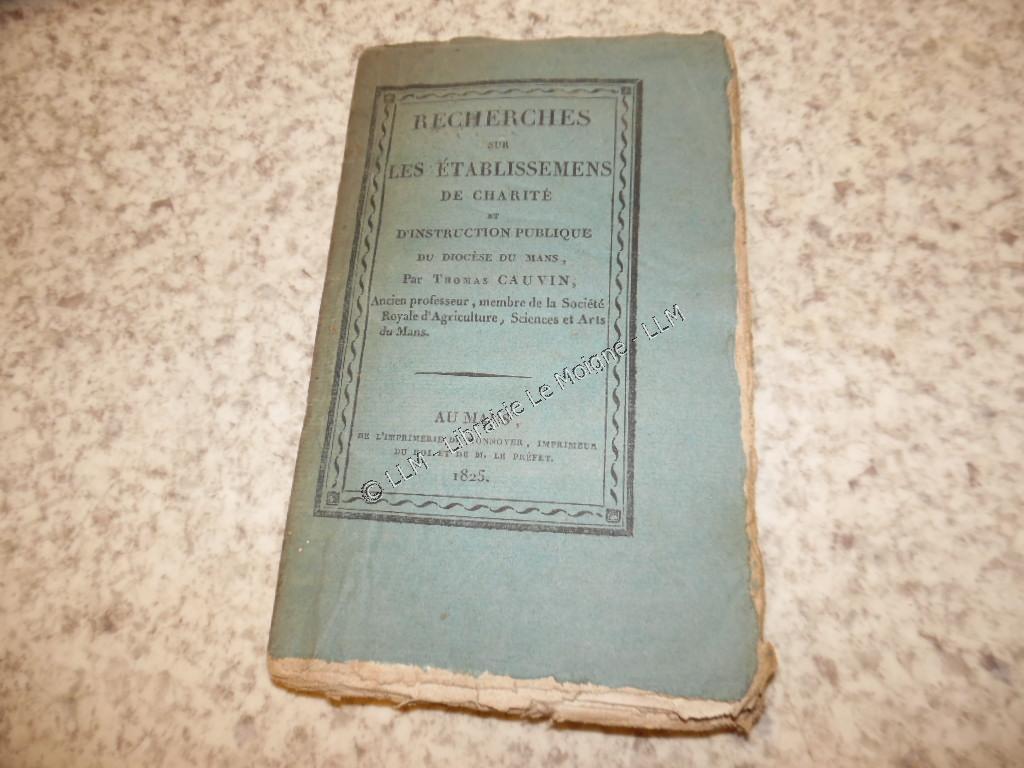 RECHERCHES
SUR
LES ÉTABLISSEMENS
DE CHARITÉ
ET
D'INSTRUCTION PUBLIQUE
DU DIOCÈSE DU MANS,
Par THOMAS CAUVIN,
Ancien professeur, membre de la Société
Royale d'Agriculture, Sciences et Arts
du Mans.
AU MANS,
DE L'IMPRIMERIE DE MONNOYER, IMPRIMEUR
DU ROI ET DE M. LE PRÉFET.
1825.
© LLM - Librairie Le Moigne - LLM